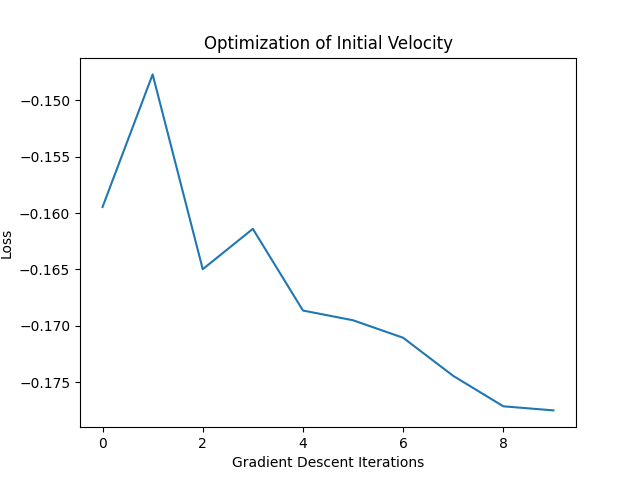 Optimization of Initial Velocity
−0.150
−0.155
−0.160
−0.165
−0.170
−0.175
Loss
0 2 4 6 8
Gradient Descent Iterations